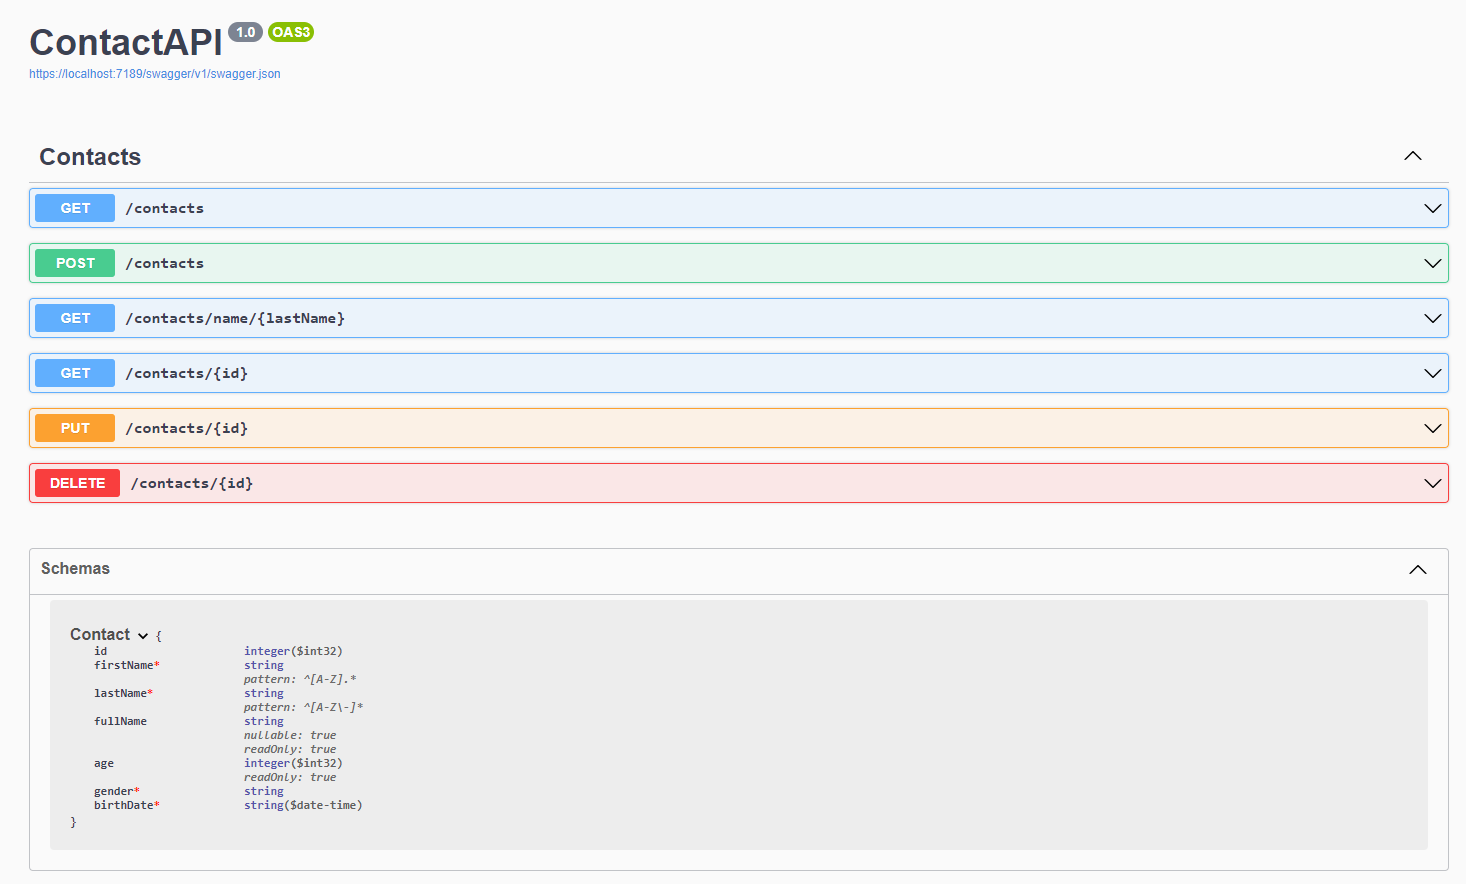 ContactAPI 1.0 OAS3
https://localhost:7189/swagger/v1/swagger.json
Contacts
GET /contacts
POST /contacts
GET /contacts/name/{lastName}
GET /contacts/{id}
PUT /contacts/{id}
DELETE /contacts/{id}
Schemas
Contact {
id integer($int32)
firstName* string
pattern: ^[A-Z].*
lastName* string
pattern: ^[A-Z\-]*
fullName string
nullable: true
readOnly: true
age integer($int32)
readOnly: true
gender* string
birthDate* string($date-time)
}